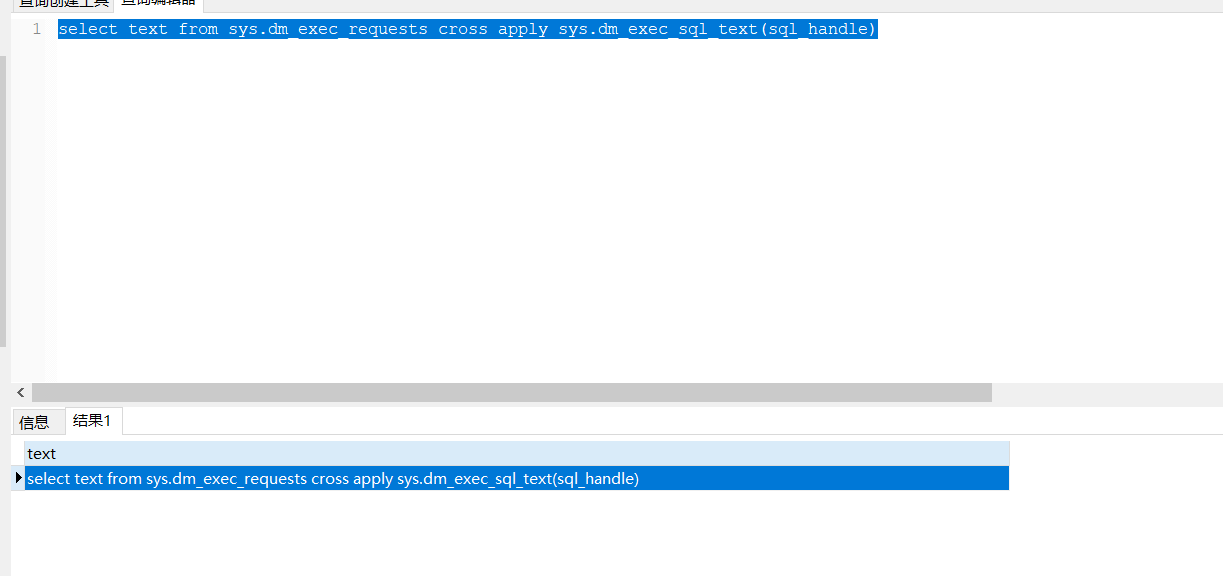 查询创建工具 查询编辑器
1 select text from sys.dm_exec_requests cross apply sys.dm_exec_sql_text(sql_handle)
信息 结果1
text
select text from sys.dm_exec_requests cross apply sys.dm_exec_sql_text(sql_handle)